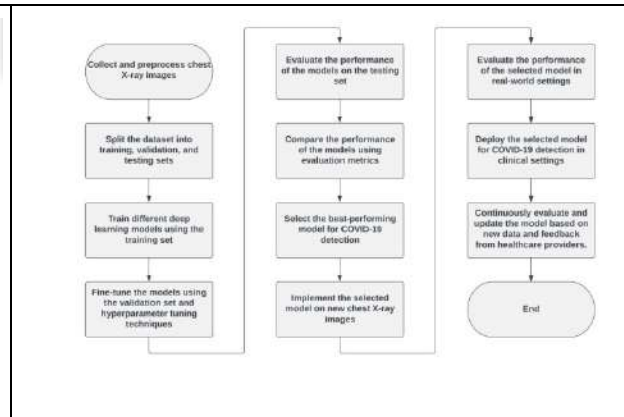 Collect and preprocess chest
X-ray images
Split the dataset into
training, validation, and
testing sets
Train different deep
learning models using the
training set
Fine-tune the models using
the validation set and
hyperparameter tuning
techniques
Evaluate the performance
of the models on the testing
set
Compare the performance
of the models using
evaluation metrics
Select the best-performing
model for COVID-19
detection
Implement the selected
model on new chest X-ray
images
Evaluate the performance
of the selected model in
real-world settings
Deploy the selected model
for COVID-19 detection in
clinical settings
Continuously evaluate and
update the model based on
new data and feedback
from healthcare providers.
End